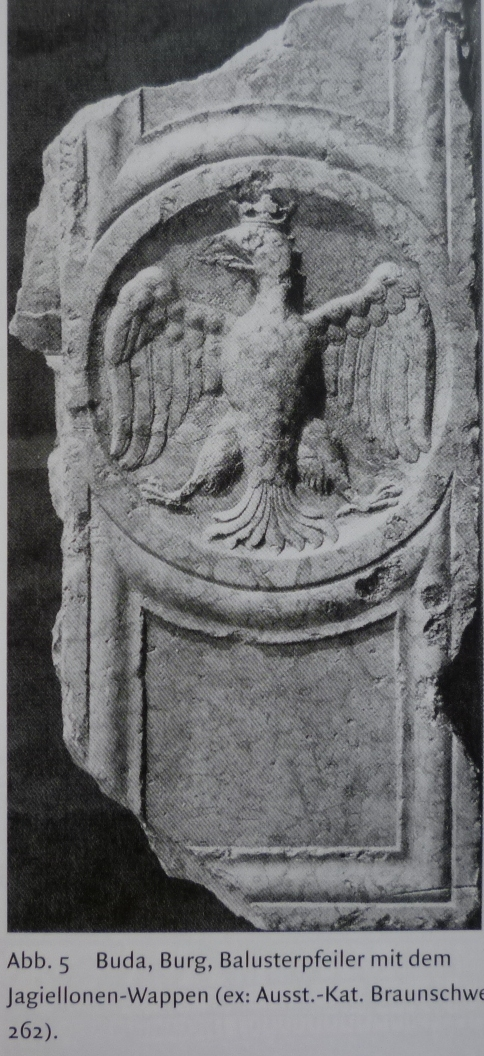 Abb. 5 Buda, Burg, Balusterpfeiler mit dem
Jagiellonen-Wappen (ex: Ausst.-Kat. Braunschwe
262).